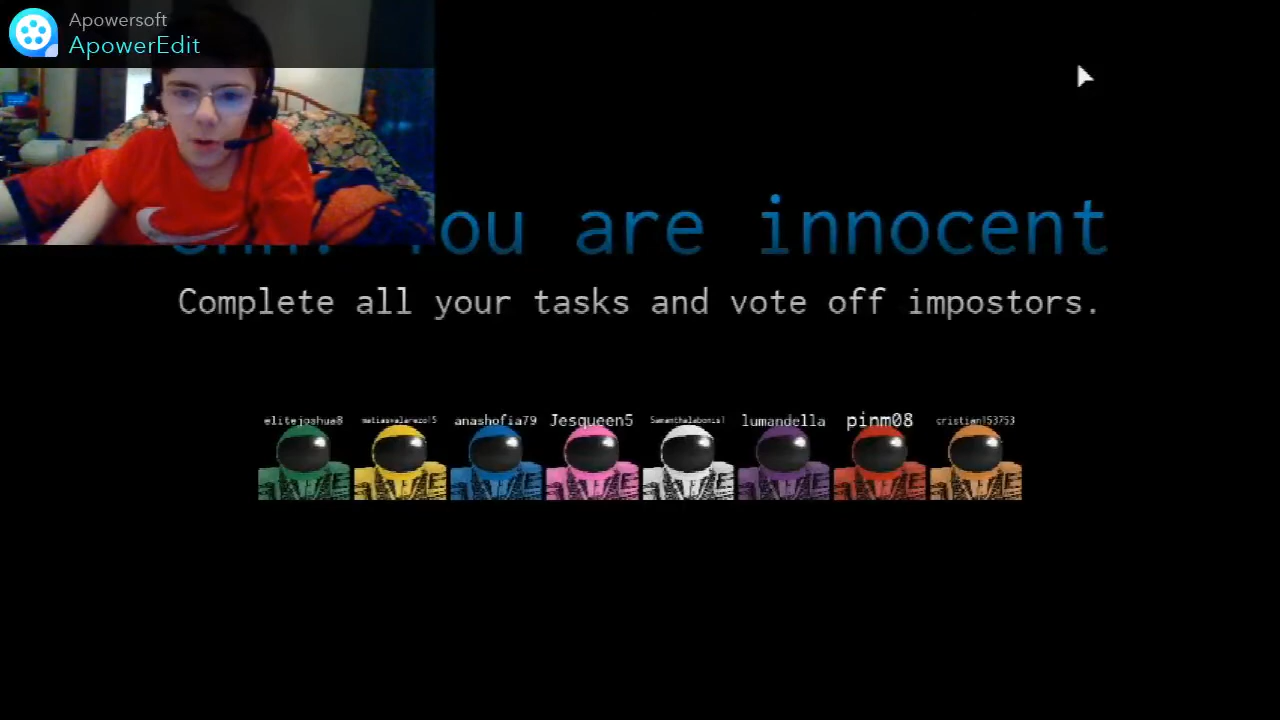 Apowersoft
ApowerEdit
You are innocent
Complete all your tasks and vote off impostors.
elitejoshua8 anashofia79 Jesqueen5 lumandella pinm08 cristian153753